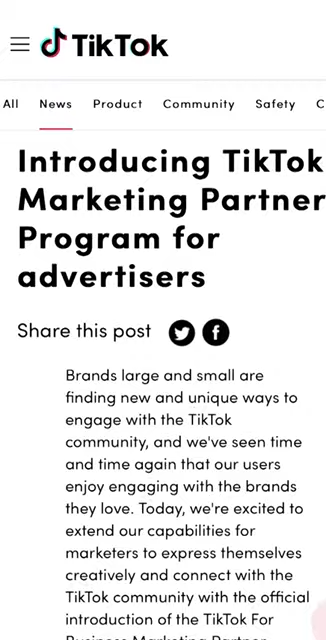 TikTok
All News Product Community Safety C
Introducing TikTok
Marketing Partner
Program for
advertisers
Share this post
Brands large and small are
finding new and unique ways to
engage with the TikTok
community, and we've seen time
and time again that our users
enjoy engaging with the brands
they love. Today, we're excited to
extend our capabilities for
marketers to express themselves
creatively and connect with the
TikTok community with the official
introduction of the TikTok For
Business Marketing Partner